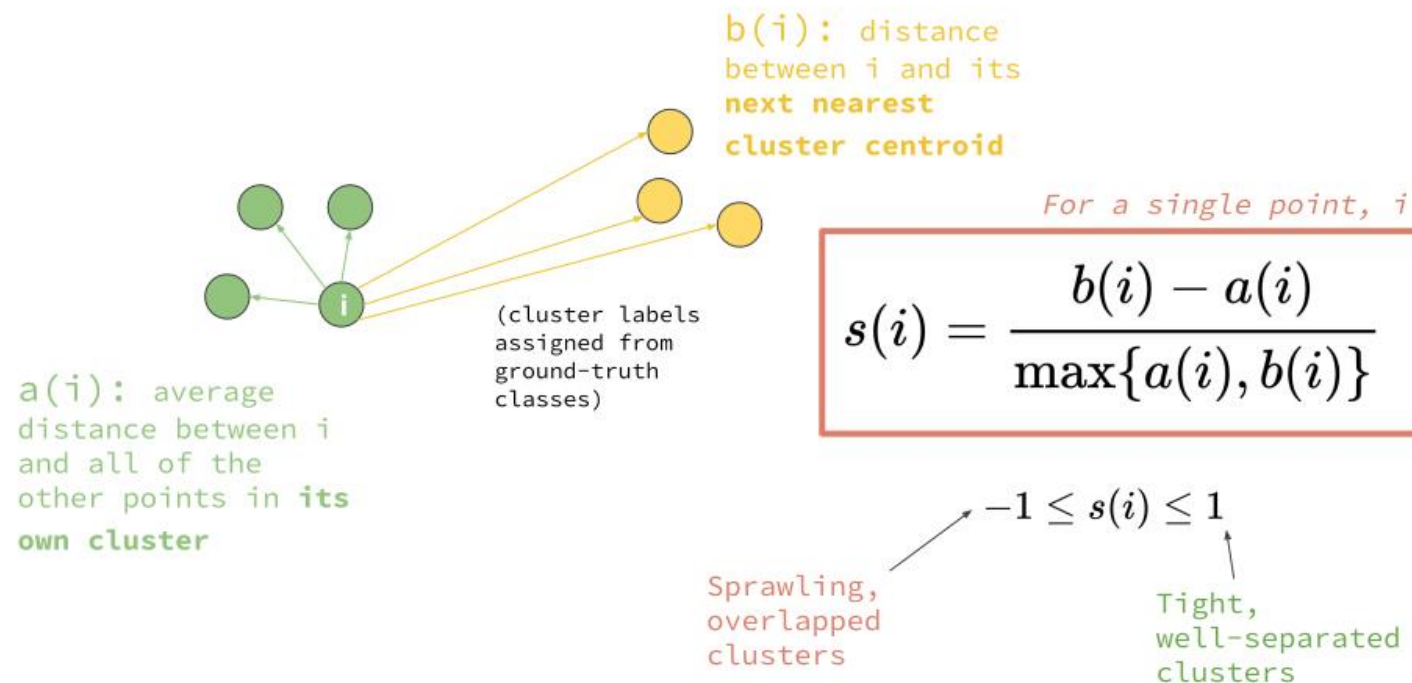 b(i): distance
between i and its
next nearest
cluster centroid
For a single point, i
i
(cluster labels
assigned from
ground-truth
classes)
s(i) = \frac{b(i) - a(i)}{\max\{a(i), b(i)\}}
a(i): average
distance between i
and all of the
other points in its
own cluster
-1 ≤ s(i) ≤ 1
Sprawling,
overlapped
clusters
Tight,
well-separated
clusters